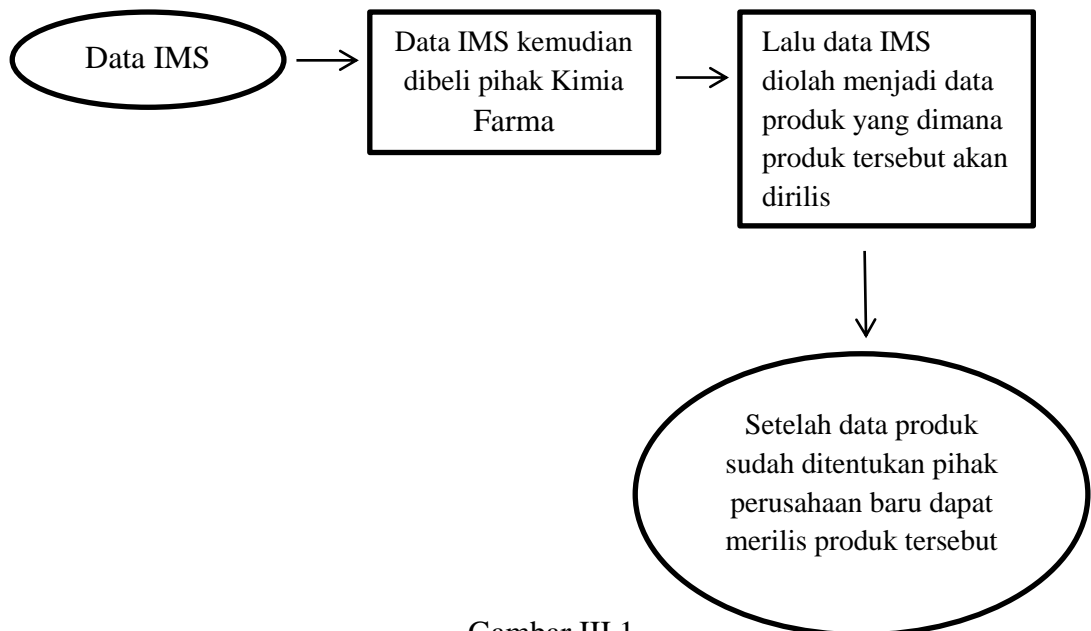 Data IMS
Data IMS kemudian
dibeli pihak Kimia
Farma
Lalu data IMS
diolah menjadi data
produk yang dimana
produk tersebut akan
dirilis
Setelah data produk
sudah ditentukan pihak
perusahaan baru dapat
merilis produk tersebut
Gambar III.1